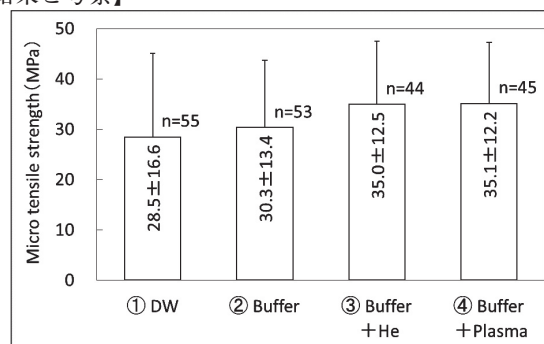 結果と考察】
50
40
30
20
10
0
Micro tensile strength(MPa)
n=55
n=53
n=44
n=45
28.5±16.6
30.3±13.4
35.0±12.5
35.1±12.2
① DW
② Buffer
③ Buffer
＋He
④ Buffer
＋Plasma